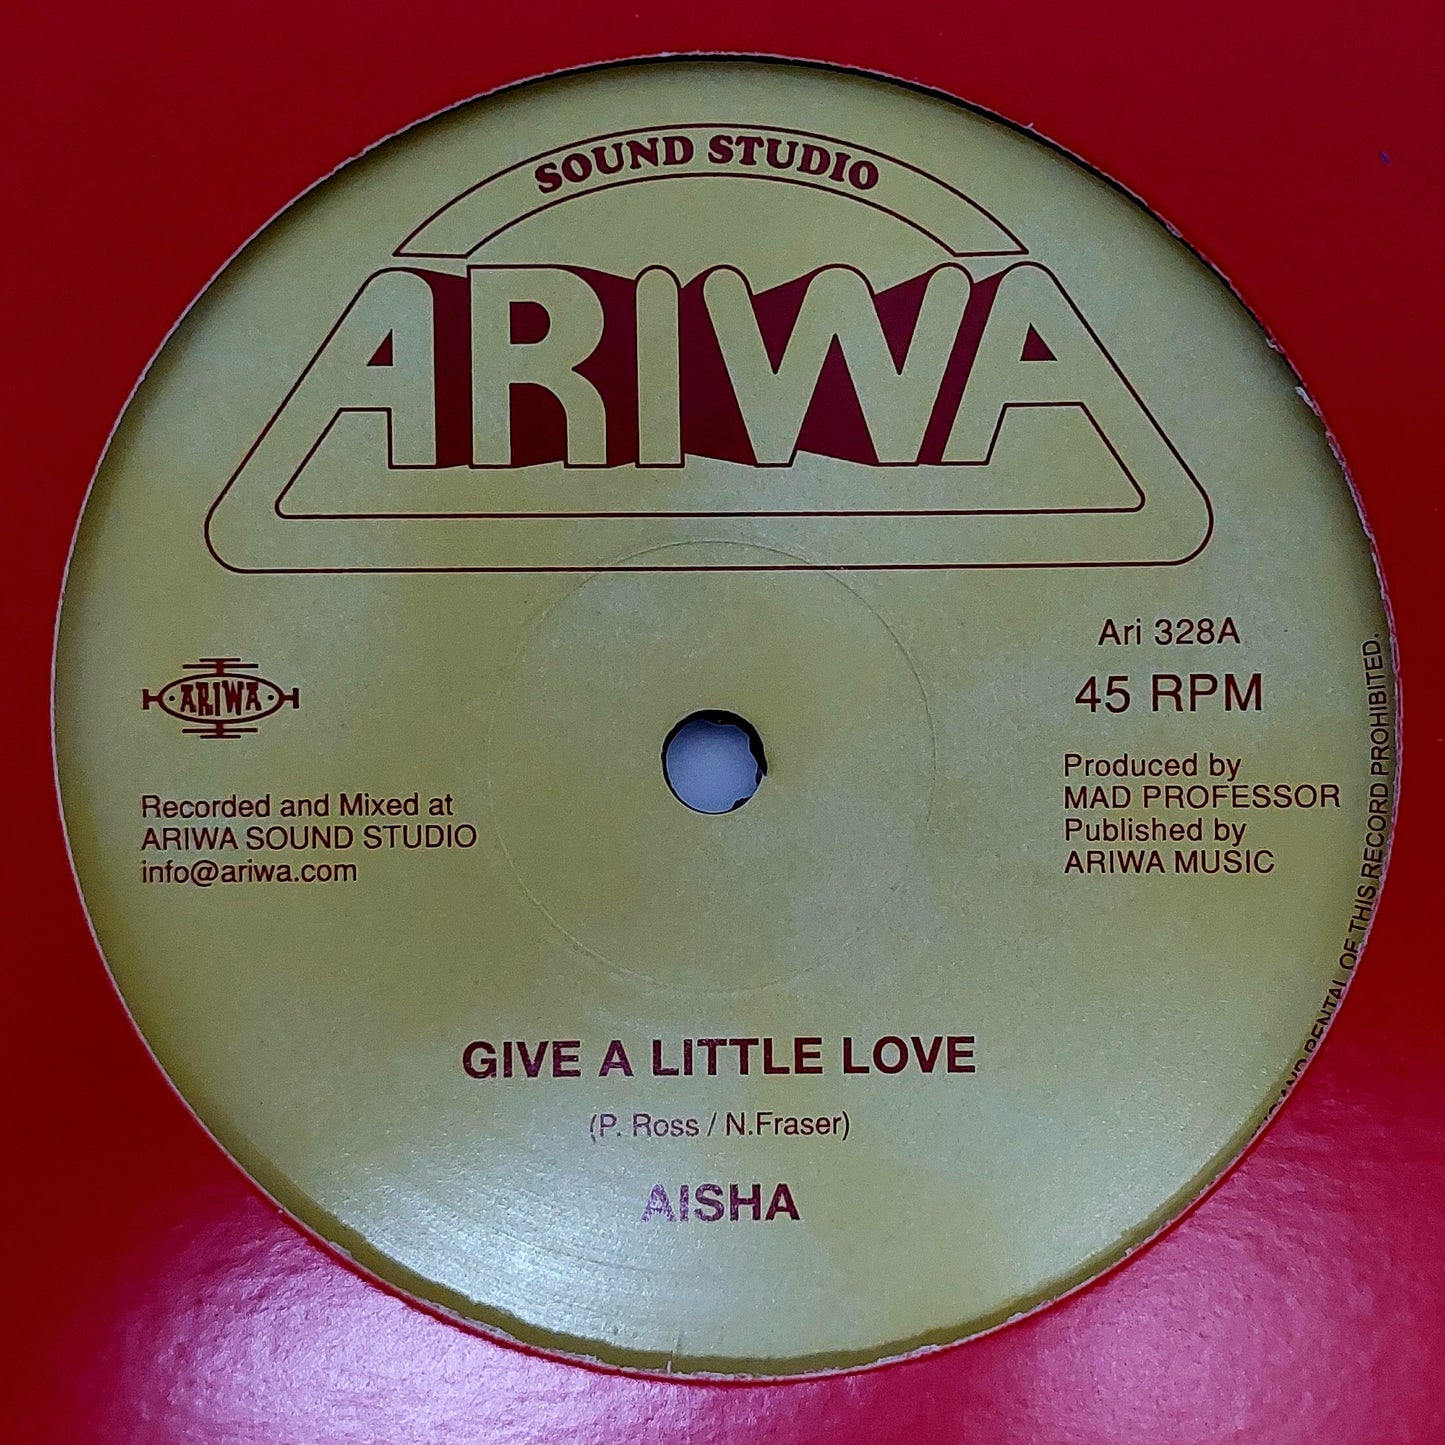 SOUND STUDIO
ARIWA
Ari 328A
45 RPM
ARIWA
Produced by
MAD PROFESSOR
Published by
ARIWA MUSIC
Recorded and Mixed at
ARIWA SOUND STUDIO
info@ariwa.com
GIVE A LITTLE LOVE
(P. Ross / N.Fraser)
AISHA
AND RENTAL OF THIS RECORD PROHIBITED.